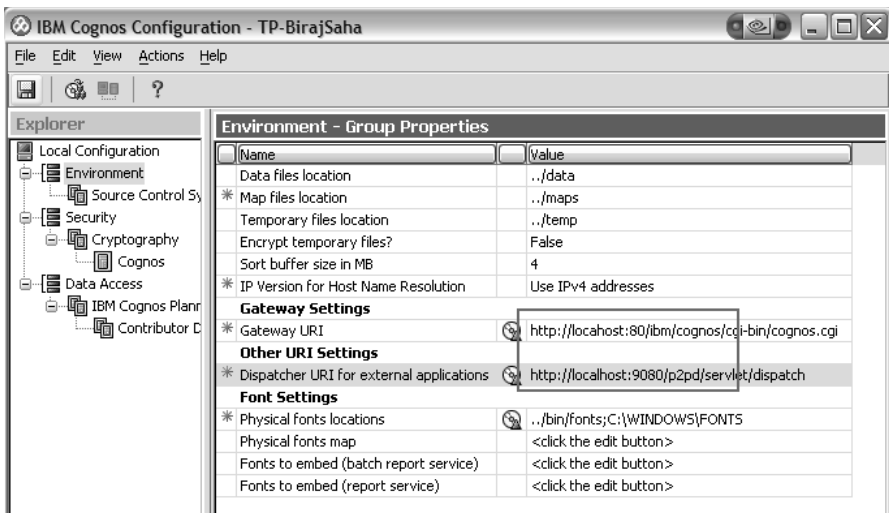 IBM Cognos Configuration - TP-BirajSaha
File Edit View Actions Help
Explorer
Local Configuration
Environment
Source Control Sy
Security
Cryptography
Cognos
Data Access
IBM Cognos Plann
Contributor D
Environment - Group Properties
Name Value
Data files location ../data
* Map files location ../maps
Temporary files location ../temp
Encrypt temporary files? False
Sort buffer size in MB 4
* IP Version for Host Name Resolution Use IPv4 addresses
Gateway Settings
* Gateway URI http://locahost:80/ibm/cognos/cgi-bin/cognos.cgi
Other URI Settings
* Dispatcher URI for external applications http://localhost:9080/p2pd/servlet/dispatch
Font Settings
* Physical fonts locations ../bin/fonts;C:\WINDOWS\FONTS
Physical fonts map <click the edit button>
Fonts to embed (batch report service) <click the edit button>
Fonts to embed (report service) <click the edit button>